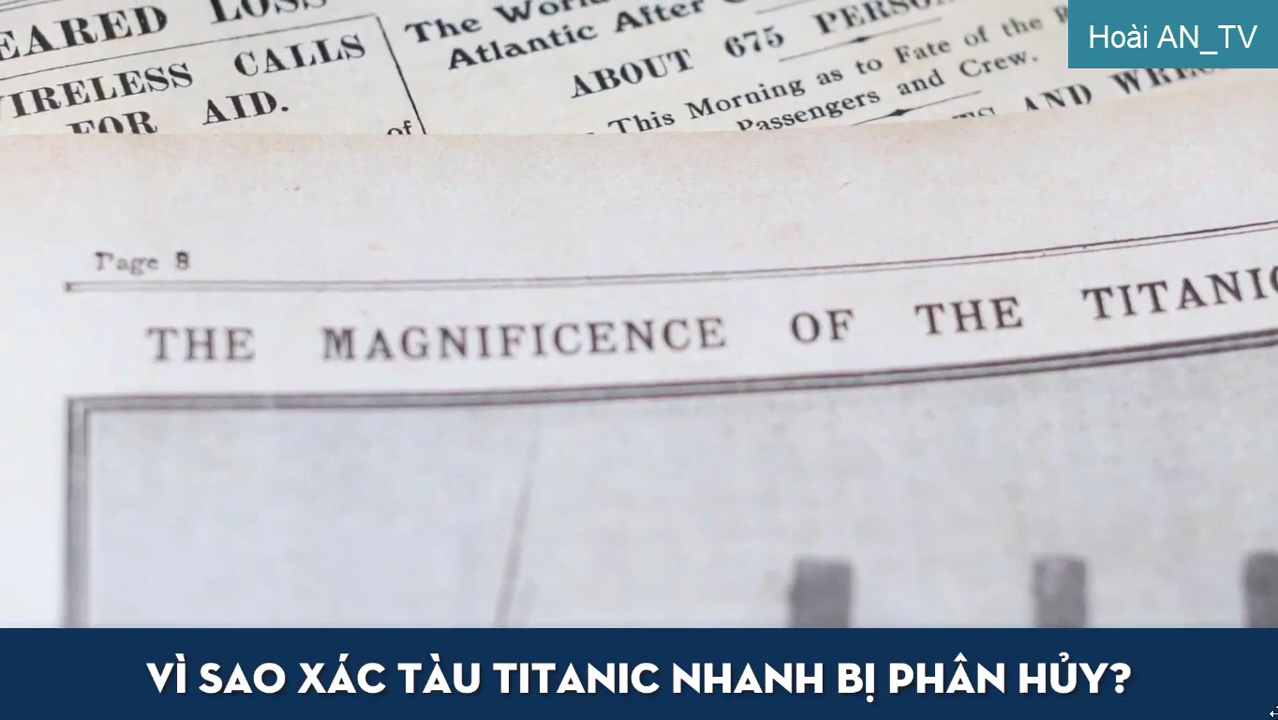 EARED LOSS
WIRELESS CALLS
FOR AID.
of
The World
Atlantic After
ABOUT 675
This Morning as to Fate of the
Passengers and Crew.
AND
Hoài AN_TV
Page 8
THE MAGNIFICENCE OF THE TITANIC
VÌ SAO XÁC TÀU TITANIC NHANH BỊ PHÂN HỦY?